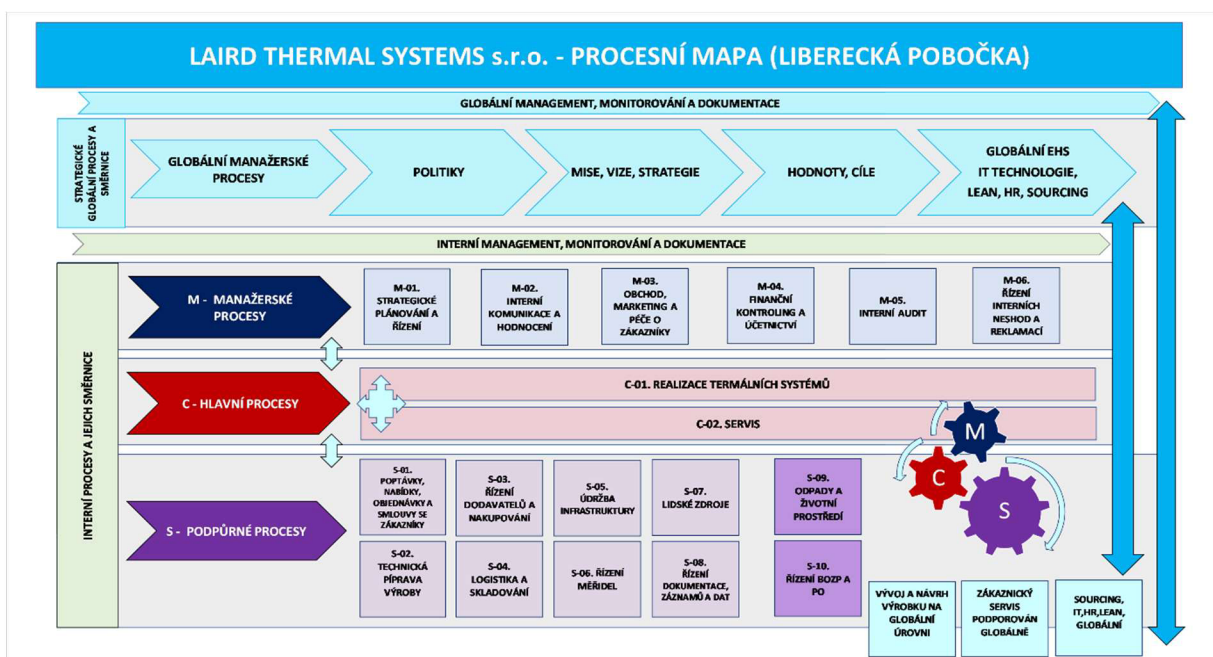 LAIRD THERMAL SYSTEMS s.r.o. - PROCESNÍ MAPA (LIBERECKÁ POBOČKA)
GLOBÁLNÍ MANAGEMENT, MONITOROVÁNÍ A DOKUMENTACE
STRATEGICKÉ
GLOBÁLNÍ PROCESY A
SMĚRNICE
GLOBÁLNÍ MANAŽERSKÉ
PROCESY
POLITIKY
MISE, VIZE, STRATEGIE
HODNOTY, CÍLE
GLOBÁLNÍ EHS
IT TECHNOLOGIE,
LEAN, HR, SOURCING
INTERNÍ MANAGEMENT, MONITOROVÁNÍ A DOKUMENTACE
INTERNÍ PROCESY A JEJICH SMĚRNICE
M - MANAŽERSKÉ
PROCESY
M-01.
STRATEGICKÉ
PLÁNOVÁNÍ A
ŘÍZENÍ
M-02.
INTERNÍ
KOMUNIKACE A
HODNOCENÍ
M-03.
OBCHOD,
MARKETING A
PÉČE O
ZÁKAZNÍKY
M-04.
FINANČNÍ
KONTROLING A
ÚČETNICTVÍ
M-05.
INTERNÍ AUDIT
M-06.
ŘÍZENÍ
INTERNÍCH
NESHOD A
REKLAMACÍ
C - HLAVNÍ PROCESY
C-01. REALIZACE TERMÁLNÍCH SYSTÉMŮ
C-02. SERVIS
M
C
S
S - PODPŮRNÉ PROCESY
S-01.
POPTÁVKY,
NABÍDKY,
OBJEDNÁVKY A
SMLOUVY SE
ZÁKAZNÍKY
S-03.
ŘÍZENÍ
DODAVATELŮ A
NAKUPOVÁNÍ
S-05.
ÚDRŽBA
INFRASTRUKTURY
S-07.
LIDSKÉ ZDROJE
S-09.
ODPADY A
ŽIVOTNÍ
PROSTŘEDÍ
S-02.
TECHNICKÁ
PÍPRAVA
VÝROBY
S-04.
LOGISTIKA A
SKLADOVÁNÍ
S-06. ŘÍZENÍ
MĚŘIDEL
S-08.
ŘÍZENÍ
DOKUMENTACE,
ZÁZNAMŮ A DAT
S-10.
ŘÍZENÍ BOZP A
PO
VÝVOJ A NÁVRH
VÝROBKU NA
GLOBÁLNÍ
ÚROVNI
ZÁKAZNICKÝ
SERVIS
PODPOROVÁN
GLOBÁLNĚ
SOURCING,
IT,HR,LEAN,
GLOBÁLNÍ